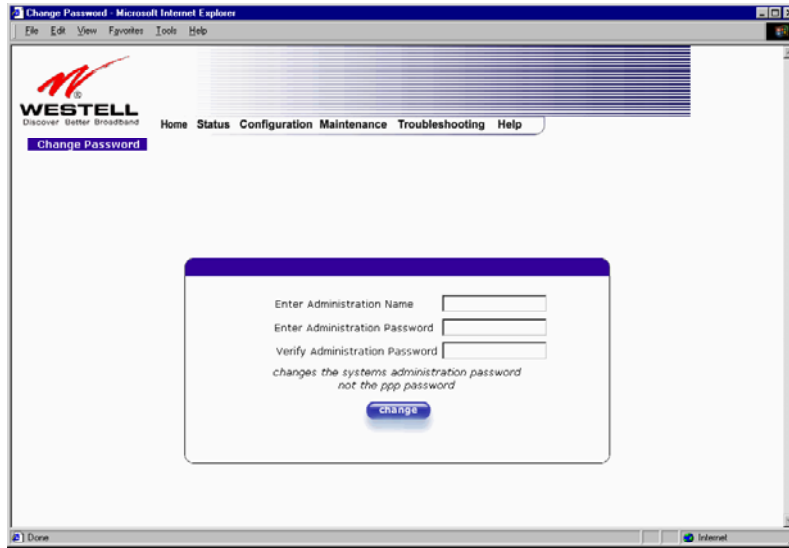 Change Password - Microsoft Internet Explorer
File Edit View Favorites Tools Help
®
WESTELL
Discover Better Broadband
Home Status Configuration Maintenance Troubleshooting Help
Change Password
Enter Administration Name
Enter Administration Password
Verify Administration Password
changes the systems administration password
not the ppp password
change
Done
Internet